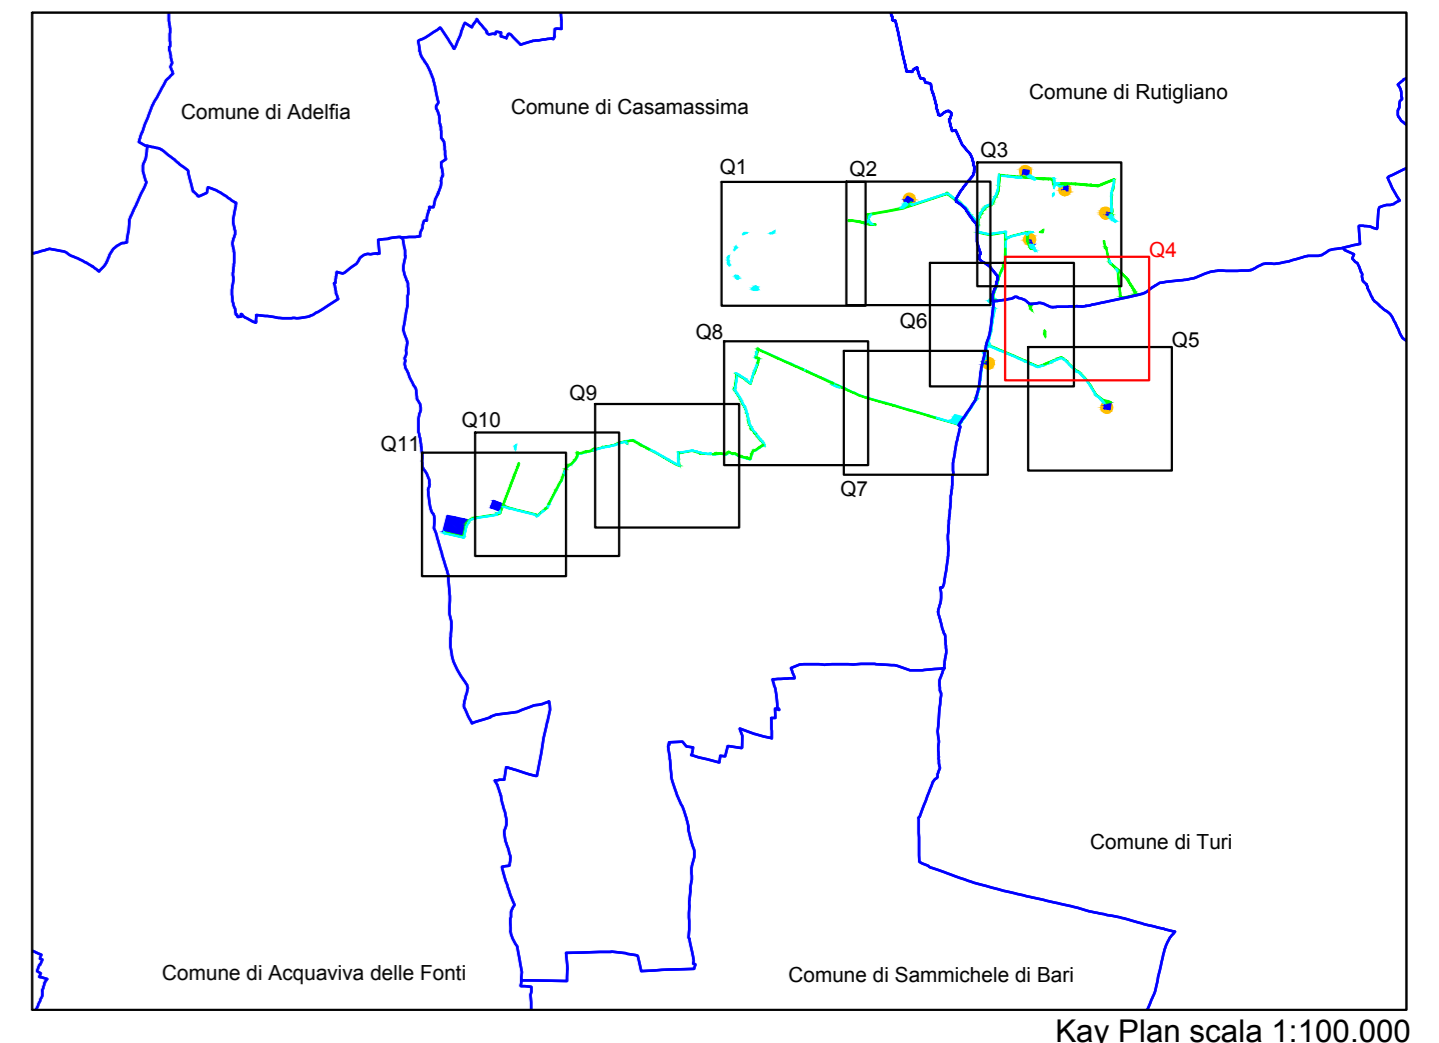 Comune di Adelfia
Comune di Casamassima
Comune di Rutigliano
Q1
Q2
Q3
Q4
Q6
Q5
Q8
Q9
Q10
Q11
Q7
Comune di Turi
Comune di Acquaviva delle Fonti
Comune di Sammichele di Bari
Kay Plan scala 1:100.000